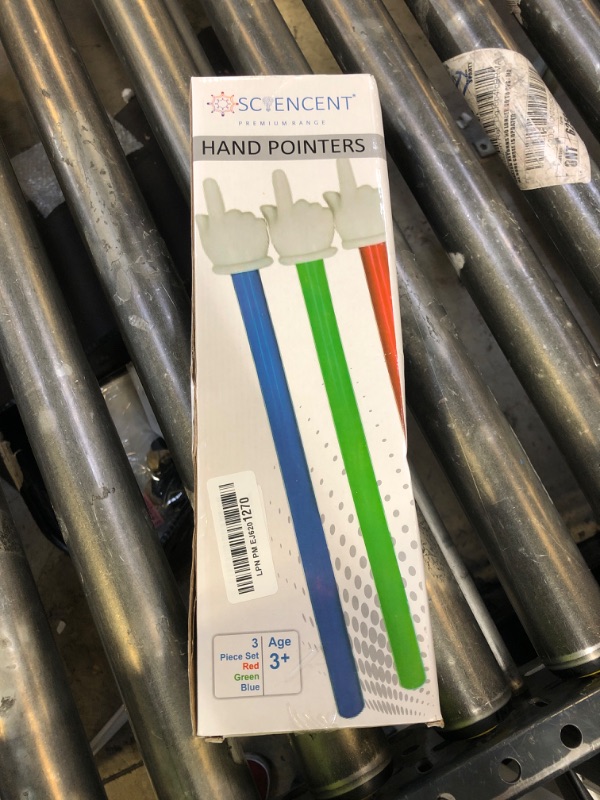 SCIENCENT
PREMIUM RANGE
HAND POINTERS
LPN PM EJ620 1270
3
Piece Set
Red
Green
Blue
Age
3+